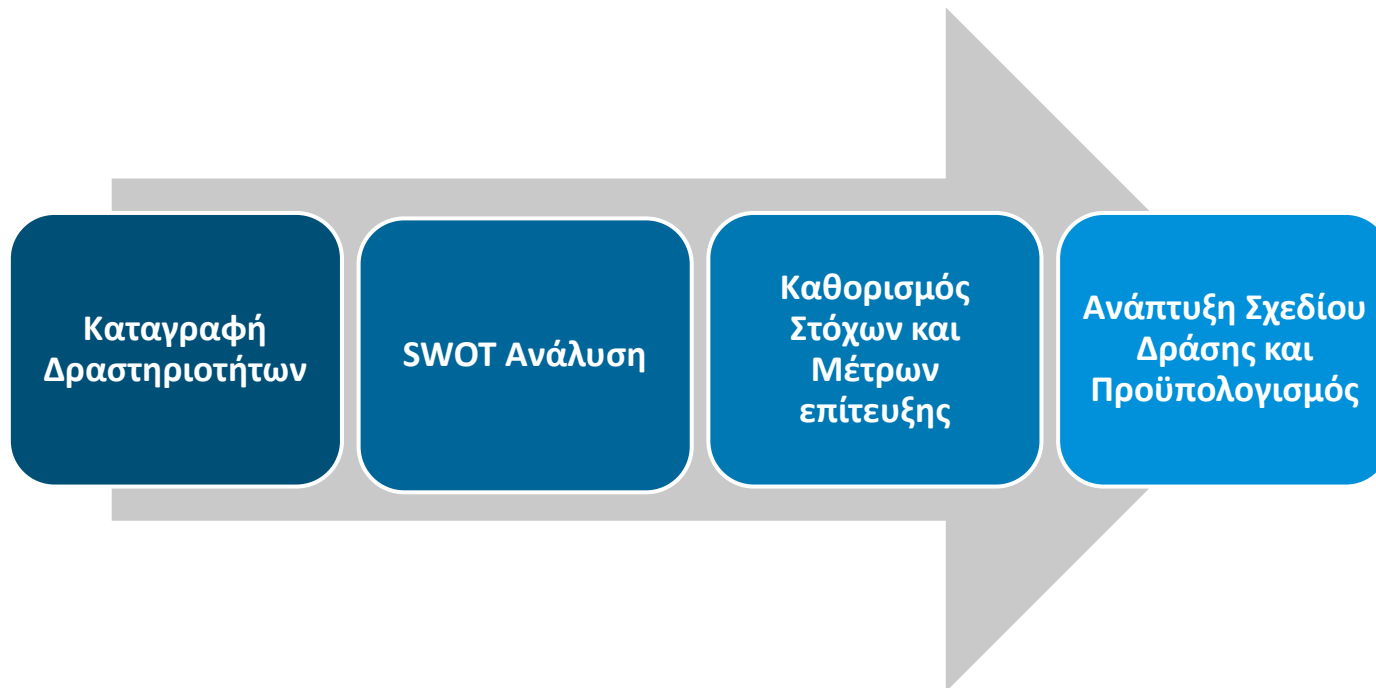 Καταγραφή
Δραστηριοτήτων
SWOT Ανάλυση
Καθορισμός
Στόχων και
Μέτρων
επίτευξης
Ανάπτυξη Σχεδίου
Δράσης και
Προϋπολογισμός